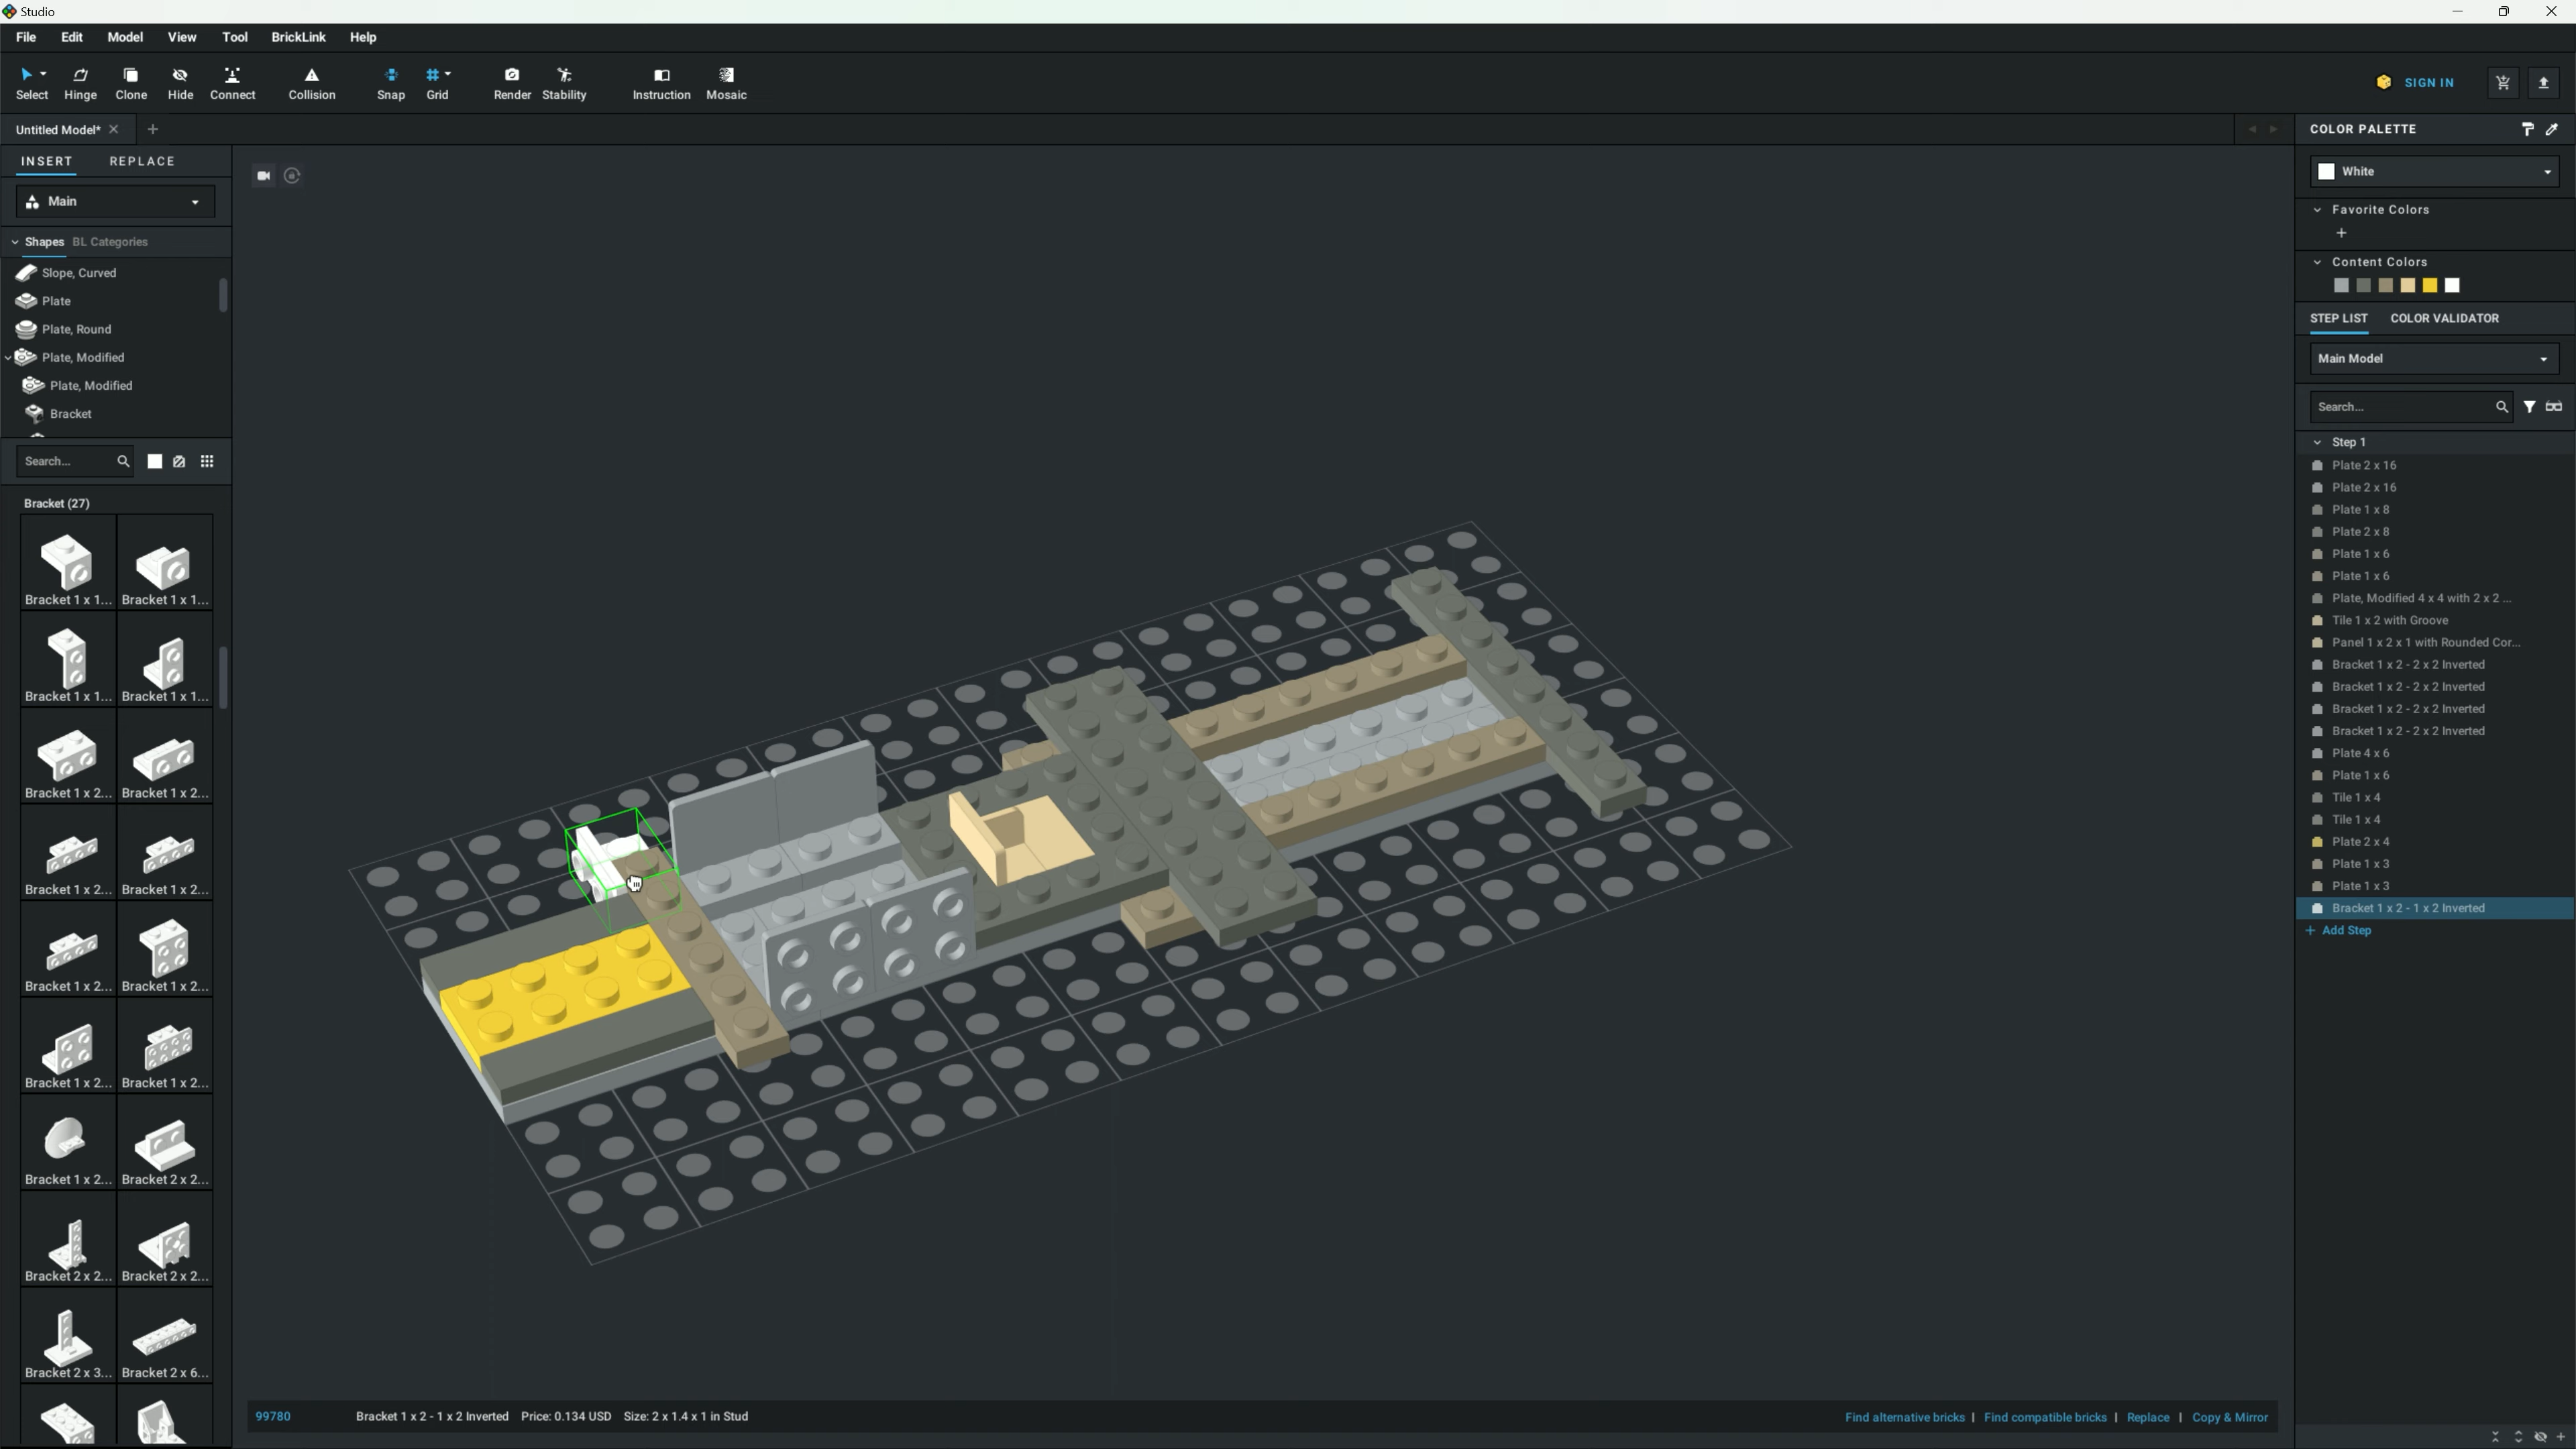 Studio
File Edit Model View Tool BrickLink Help
Select Hinge Clone Hide Connect Collision Snap Grid Render Stability Instruction Mosaic
SIGN IN
Untitled Model*
INSERT REPLACE
Main
Shapes BL Categories
Slope, Curved
Plate
Plate, Round
Plate, Modified
Plate, Modified
Bracket
Search...
Bracket (27)
Bracket 1 x 1... Bracket 1 x 1...
Bracket 1 x 1... Bracket 1 x 1...
Bracket 1 x 2... Bracket 1 x 2...
Bracket 1 x 2... Bracket 1 x 2...
Bracket 1 x 2... Bracket 1 x 2...
Bracket 1 x 2... Bracket 1 x 2...
Bracket 1 x 2... Bracket 2 x 2...
Bracket 2 x 2... Bracket 2 x 2...
Bracket 2 x 3... Bracket 2 x 6...
99780 Bracket 1 x 2 - 1 x 2 Inverted Price: 0.134 USD Size: 2 x 1.4 x 1 in Stud
Find alternative bricks | Find compatible bricks | Replace | Copy & Mirror
COLOR PALETTE
White
Favorite Colors
+
Content Colors
STEP LIST COLOR VALIDATOR
Main Model
Search...
Step 1
Plate 2 x 16
Plate 2 x 16
Plate 1 x 8
Plate 2 x 8
Plate 1 x 6
Plate 1 x 6
Plate, Modified 4 x 4 with 2 x 2 ...
Tile 1 x 2 with Groove
Panel 1 x 2 x 1 with Rounded Cor...
Bracket 1 x 2 - 2 x 2 Inverted
Bracket 1 x 2 - 2 x 2 Inverted
Bracket 1 x 2 - 2 x 2 Inverted
Bracket 1 x 2 - 2 x 2 Inverted
Plate 4 x 6
Plate 1 x 6
Tile 1 x 4
Tile 1 x 4
Plate 2 x 4
Plate 1 x 3
Plate 1 x 3
Bracket 1 x 2 - 1 x 2 Inverted
+ Add Step